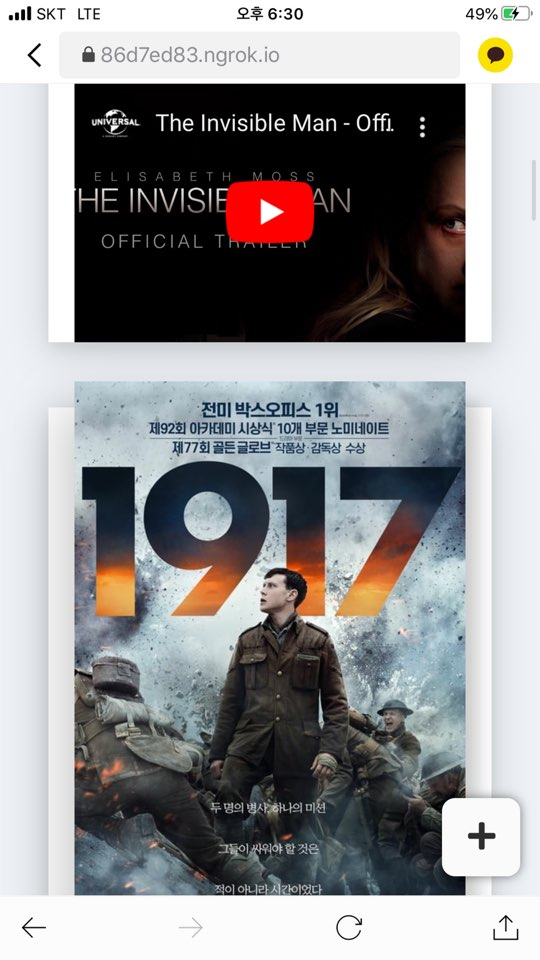 SKT LTE 오후 6:30 49%
86d7ed83.ngrok.io
UNIVERSAL The Invisible Man - Offi.
ELISABETH MOSS
THE INVISI AN
OFFICIAL TRAILER
전미 박스오피스 1위
제92회 아카데미 시상식 10개 부문 노미네이트
제77회 골든 글로브 작품상·감독상 수상
1917
두 명의 병사, 하나의 미션
그들이 싸워야 할 것은
적이 아니라 시간이었다